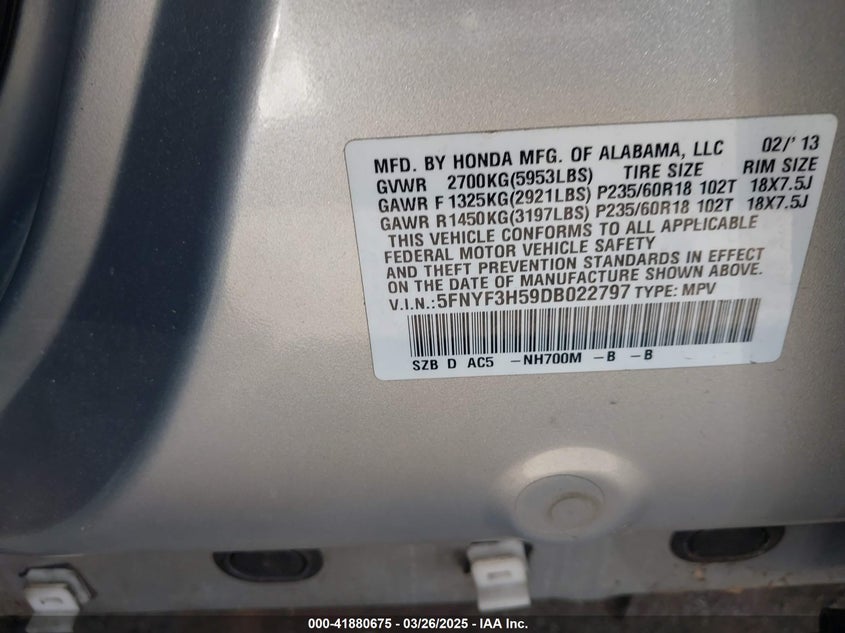 MFD. BY HONDA MFG. OF ALABAMA, LLC 02/'13
GVWR 2700KG(5953LBS) TIRE SIZE RIM SIZE
GAWR F 1325KG(2921LBS) P235/60R18 102T 18X7.5J
GAWR R1450KG(3197LBS) P235/60R18 102T 18X7.5J
THIS VEHICLE CONFORMS TO ALL APPLICABLE
FEDERAL MOTOR VEHICLE SAFETY
AND THEFT PREVENTION STANDARDS IN EFFECT
ON THE DATE OF MANUFACTURE SHOWN ABOVE.
V.I.N.:5FNYF3H59DB022797 TYPE: MPV
SZB D AC5 -NH700M -B -B
000-41880675 - 03/26/2025 - IAA Inc.